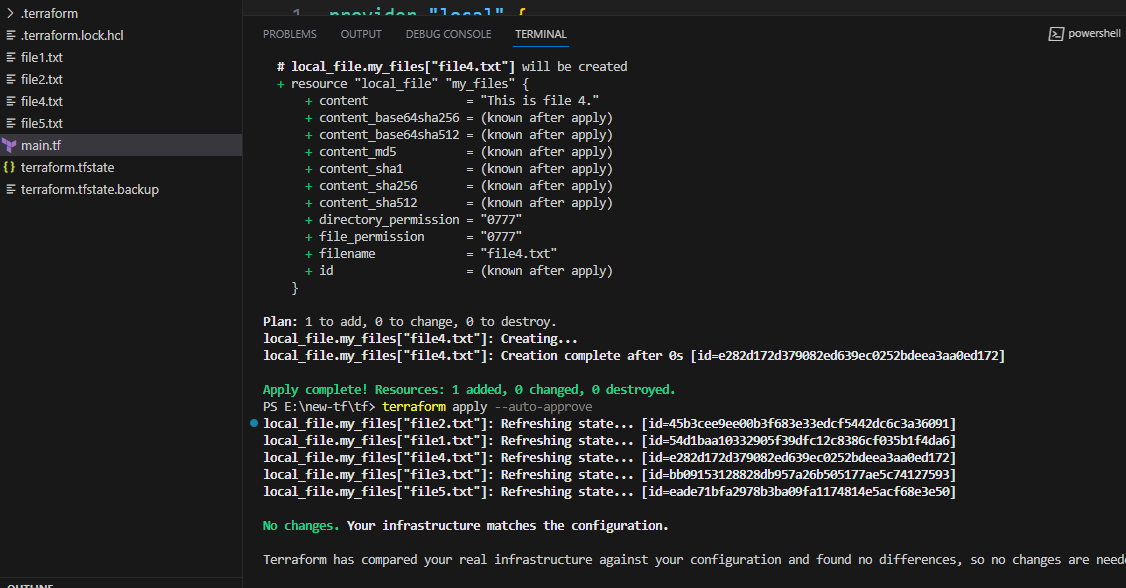 .terraform
.terraform.lock.hcl
file1.txt
file2.txt
file4.txt
file5.txt
main.tf
{} terraform.tfstate
terraform.tfstate.backup
1 provider "local" {
PROBLEMS OUTPUT DEBUG CONSOLE TERMINAL powershell
# local_file.my_files["file4.txt"] will be created
+ resource "local_file" "my_files" {
+ content = "This is file 4."
+ content_base64sha256 = (known after apply)
+ content_base64sha512 = (known after apply)
+ content_md5 = (known after apply)
+ content_sha1 = (known after apply)
+ content_sha256 = (known after apply)
+ content_sha512 = (known after apply)
+ directory_permission = "0777"
+ file_permission = "0777"
+ filename = "file4.txt"
+ id = (known after apply)
}
Plan: 1 to add, 0 to change, 0 to destroy.
local_file.my_files["file4.txt"]: Creating...
local_file.my_files["file4.txt"]: Creation complete after 0s [id=e282d172d379082ed639ec0252bdeea3aa0ed172]
Apply complete! Resources: 1 added, 0 changed, 0 destroyed.
PS E:\new-tf\tf> terraform apply --auto-approve
local_file.my_files["file2.txt"]: Refreshing state... [id=45b3cee9ee00b3f683e33edcf5442dc6c3a36091]
local_file.my_files["file1.txt"]: Refreshing state... [id=54d1baa10332905f39dfc12c8386cf035b1f4da6]
local_file.my_files["file4.txt"]: Refreshing state... [id=e282d172d379082ed639ec0252bdeea3aa0ed172]
local_file.my_files["file3.txt"]: Refreshing state... [id=bb09153128828db957a26b505177ae5c74127593]
local_file.my_files["file5.txt"]: Refreshing state... [id=eade71bfa2978b3ba09fa1174814e5acf68e3e50]
No changes. Your infrastructure matches the configuration.
Terraform has compared your real infrastructure against your configuration and found no differences, so no changes are neede
OUTLINE